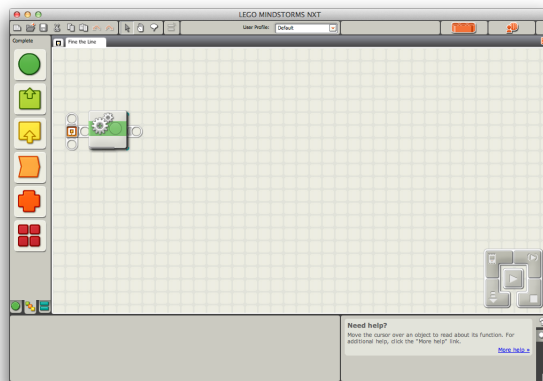 LEGO MINDSTORMS NXT
User Profile: Default
Complete
Fine the Line
Need help?
Move the cursor over an object to read about its function. For
additional help, click the "More help" link.
More help »